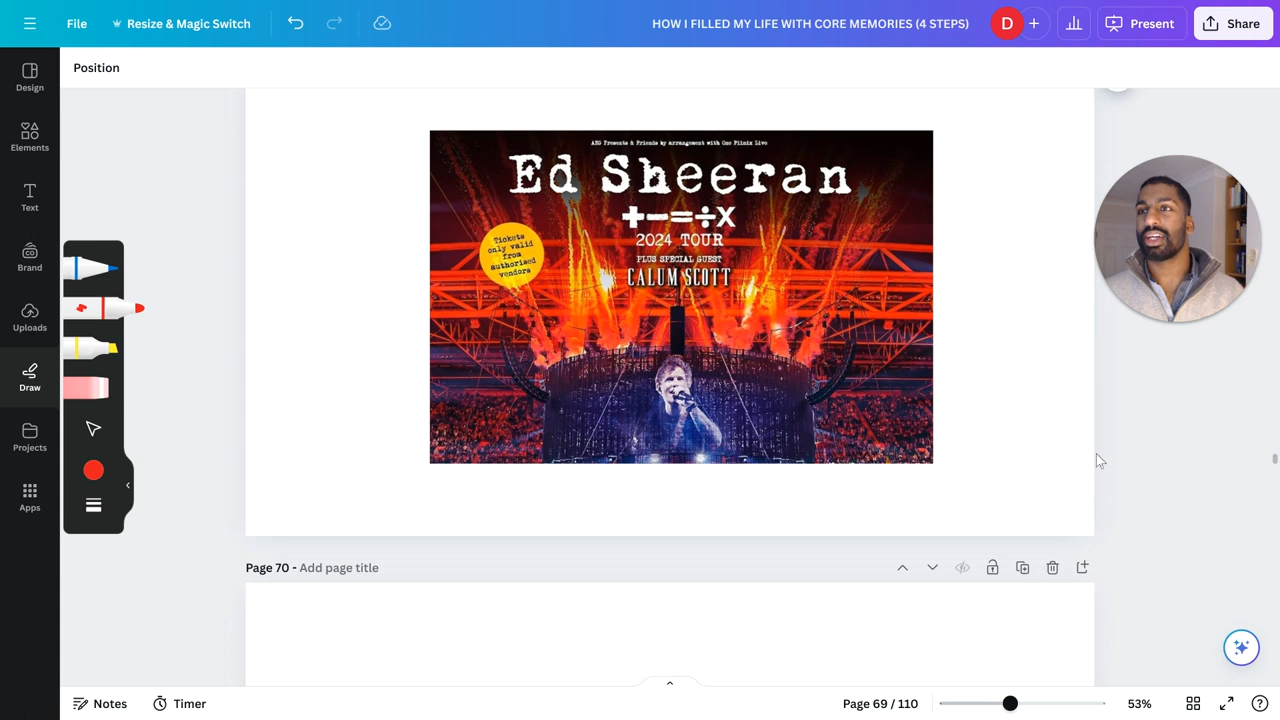 File
Resize & Magic Switch
HOW I FILLED MY LIFE WITH CORE MEMORIES (4 STEPS)
D
Present
Share
Position
Design
Elements
Text
Brand
Uploads
Draw
Projects
Apps
AEG Presents & Friends by arrangement with One Fiinix Live
Ed Sheeran
+-=÷x
2024 TOUR
PLUS SPECIAL GUEST
CALUM SCOTT
Tickets
only valid
from
authorised
vendors
Page 70 - Add page title
Notes
Timer
Page 69 / 110
53%